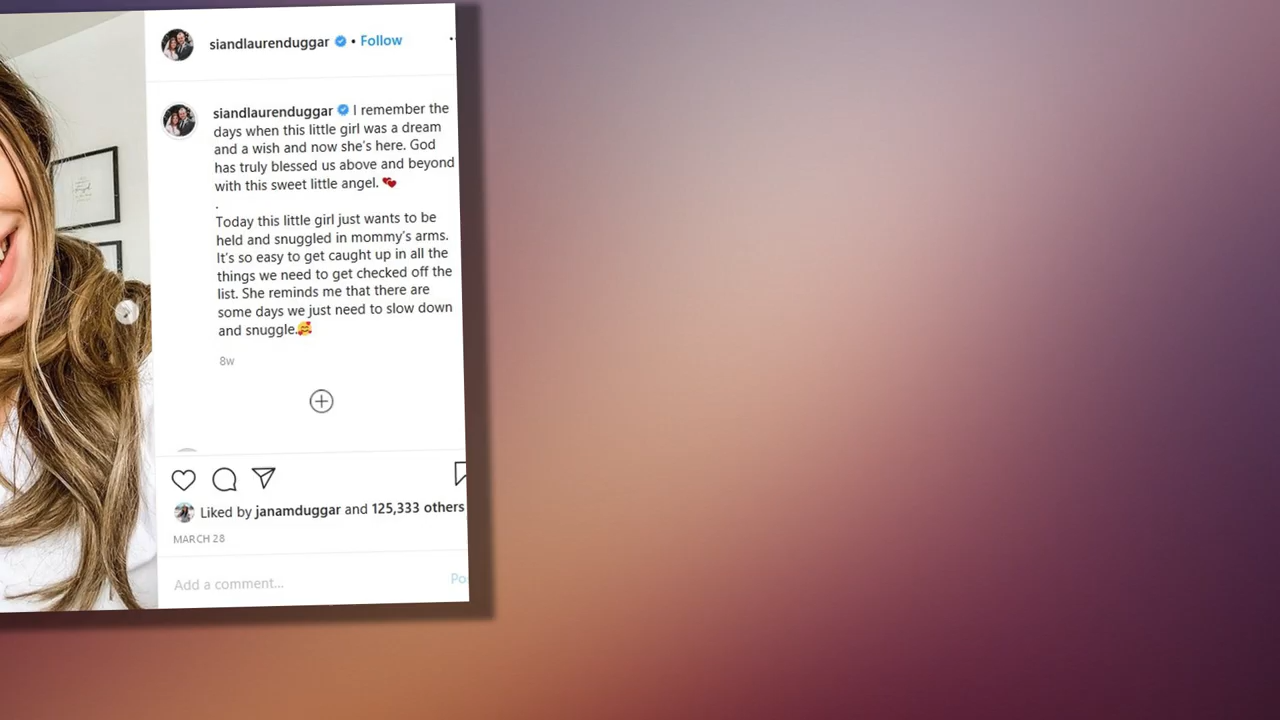 siandlaurenduggar • Follow
siandlaurenduggar I remember the
days when this little girl was a dream
and a wish and now she's here. God
has truly blessed us above and beyond
with this sweet little angel. 💕
.
Today this little girl just wants to be
held and snuggled in mommy's arms.
It's so easy to get caught up in all the
things we need to get checked off the
list. She reminds me that there are
some days we just need to slow down
and snuggle.🥰
8w
Liked by janamduggar and 125,333 others
MARCH 28
Add a comment...
Po